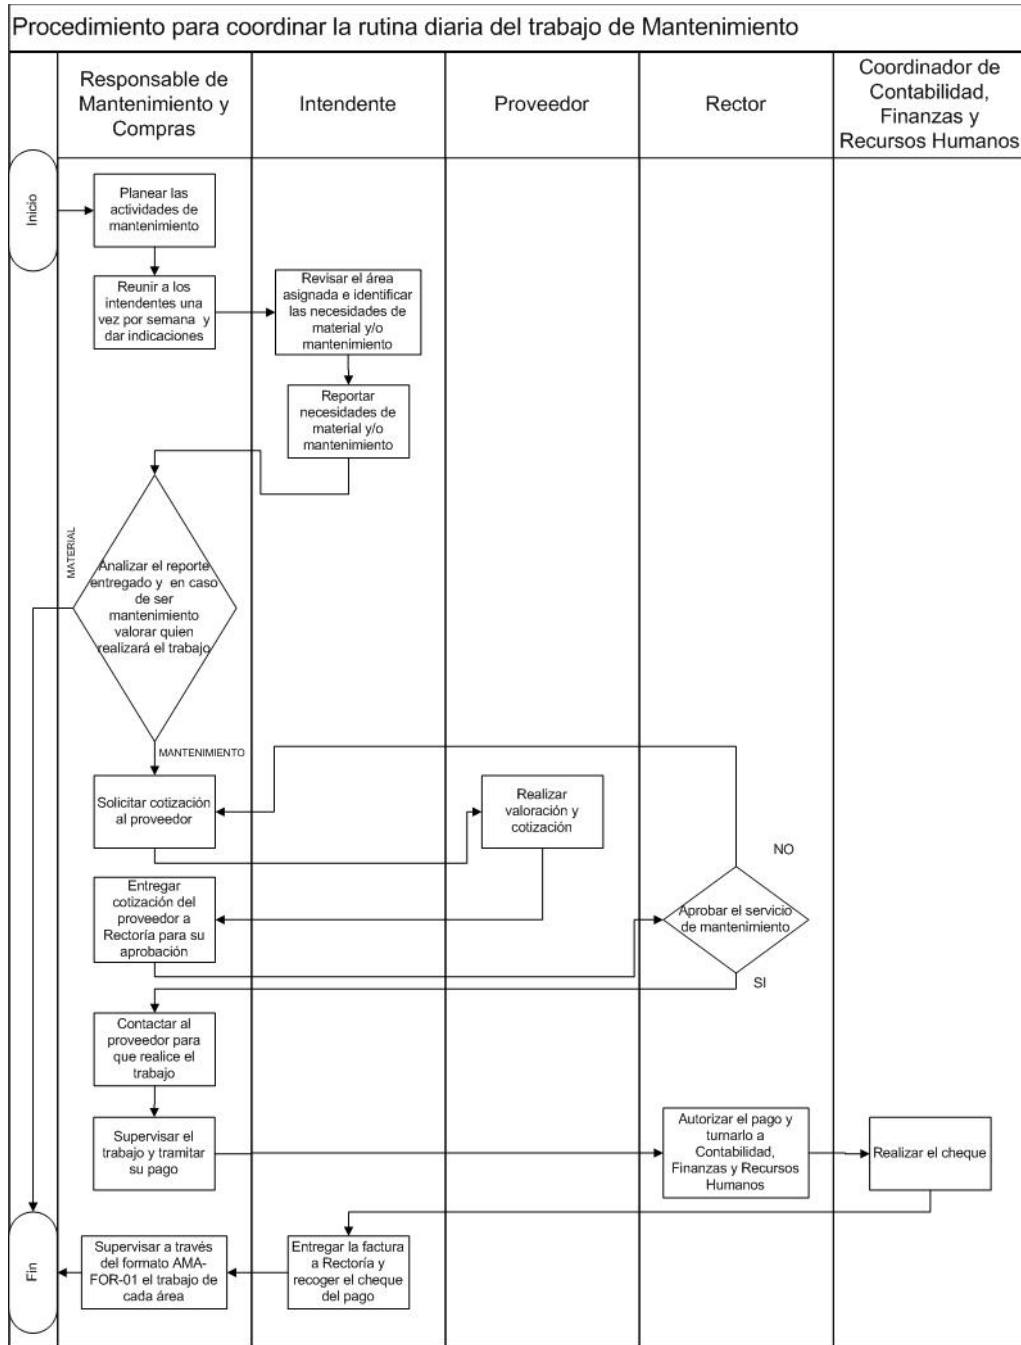 Procedimiento para coordinar la rutina diaria del trabajo de Mantenimiento
Responsable de
Mantenimiento y
Compras
Intendente
Proveedor
Rector
Coordinador de
Contabilidad,
Finanzas y
Recursos Humanos
Inicio
Planear las
actividades de
mantenimiento
Reunir a los
intendentes una
vez por semana y
dar indicaciones
Revisar el área
asignada e identificar
las necesidades de
material y/o
mantenimiento
Reportar
necesidades de
material y/o
mantenimiento
MATERIAL
Analizar el reporte
entregado y en caso
de ser
mantenimiento
valorar quien
realizará el trabajo
MANTENIMIENTO
Solicitar cotización
al proveedor
Realizar
valoración y
cotización
NO
Entregar
cotización del
proveedor a
Rectoría para su
aprobación
Aprobar el servicio
de mantenimiento
SI
Contactar al
proveedor para
que realice el
trabajo
Supervisar el
trabajo y tramitar
su pago
Autorizar el pago y
turnarlo a
Contabilidad,
Finanzas y Recursos
Humanos
Realizar el cheque
Entregar la factura
a Rectoría y
recoger el cheque
del pago
Supervisar a través
del formato AMA-
FOR-01 el trabajo de
cada área
Fin